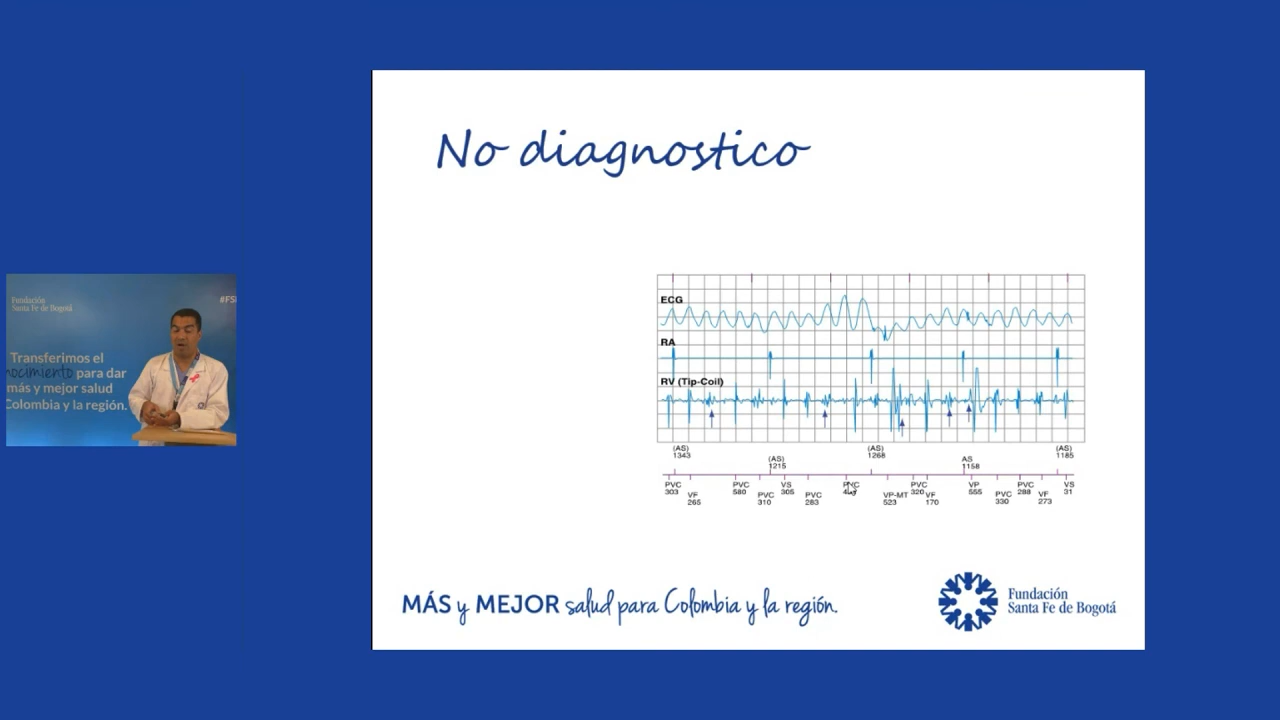 No diagnostico
ECG
RA
RV (Tip-Coil)
(AS)
1343
(AS)
1215
(AS)
1268
AS
1158
(AS)
1185
PVC
303
VF
265
PVC
580
PVC
310
VS
305
PVC
283
VP-MT
523
PVC
320
VF
170
VP
555
PVC
330
PVC
288
VF
273
VS
31
MÁS y MEJOR salud para Colombia y la región.
Fundación
Santa Fe de Bogotá
Fundación
Santa Fe de Bogotá
#FS
Transferimos el
nocimiento para dar
más y mejor salud
Colombia y la región.